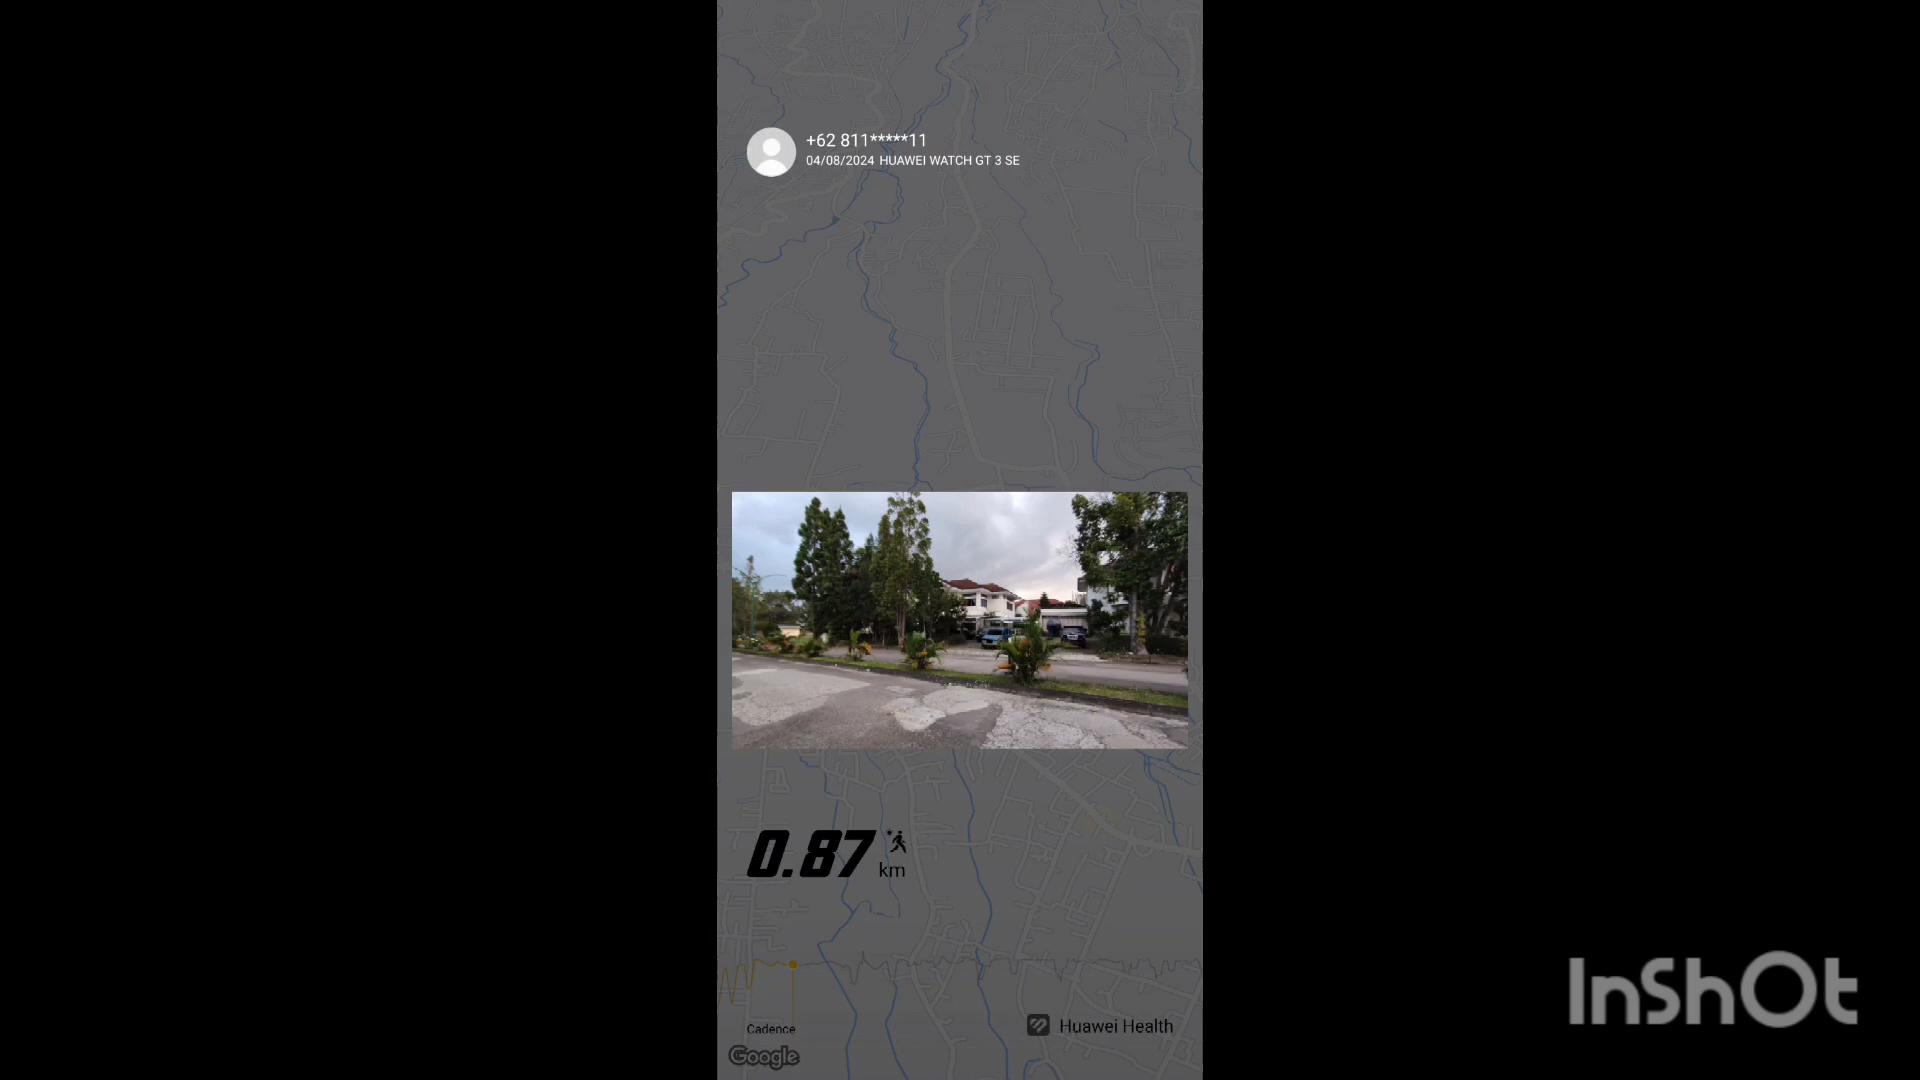 +62 811*****11
04/08/2024 HUAWEI WATCH GT 3 SE
0.87
km
Cadence
Huawei Health
Google
InShOt